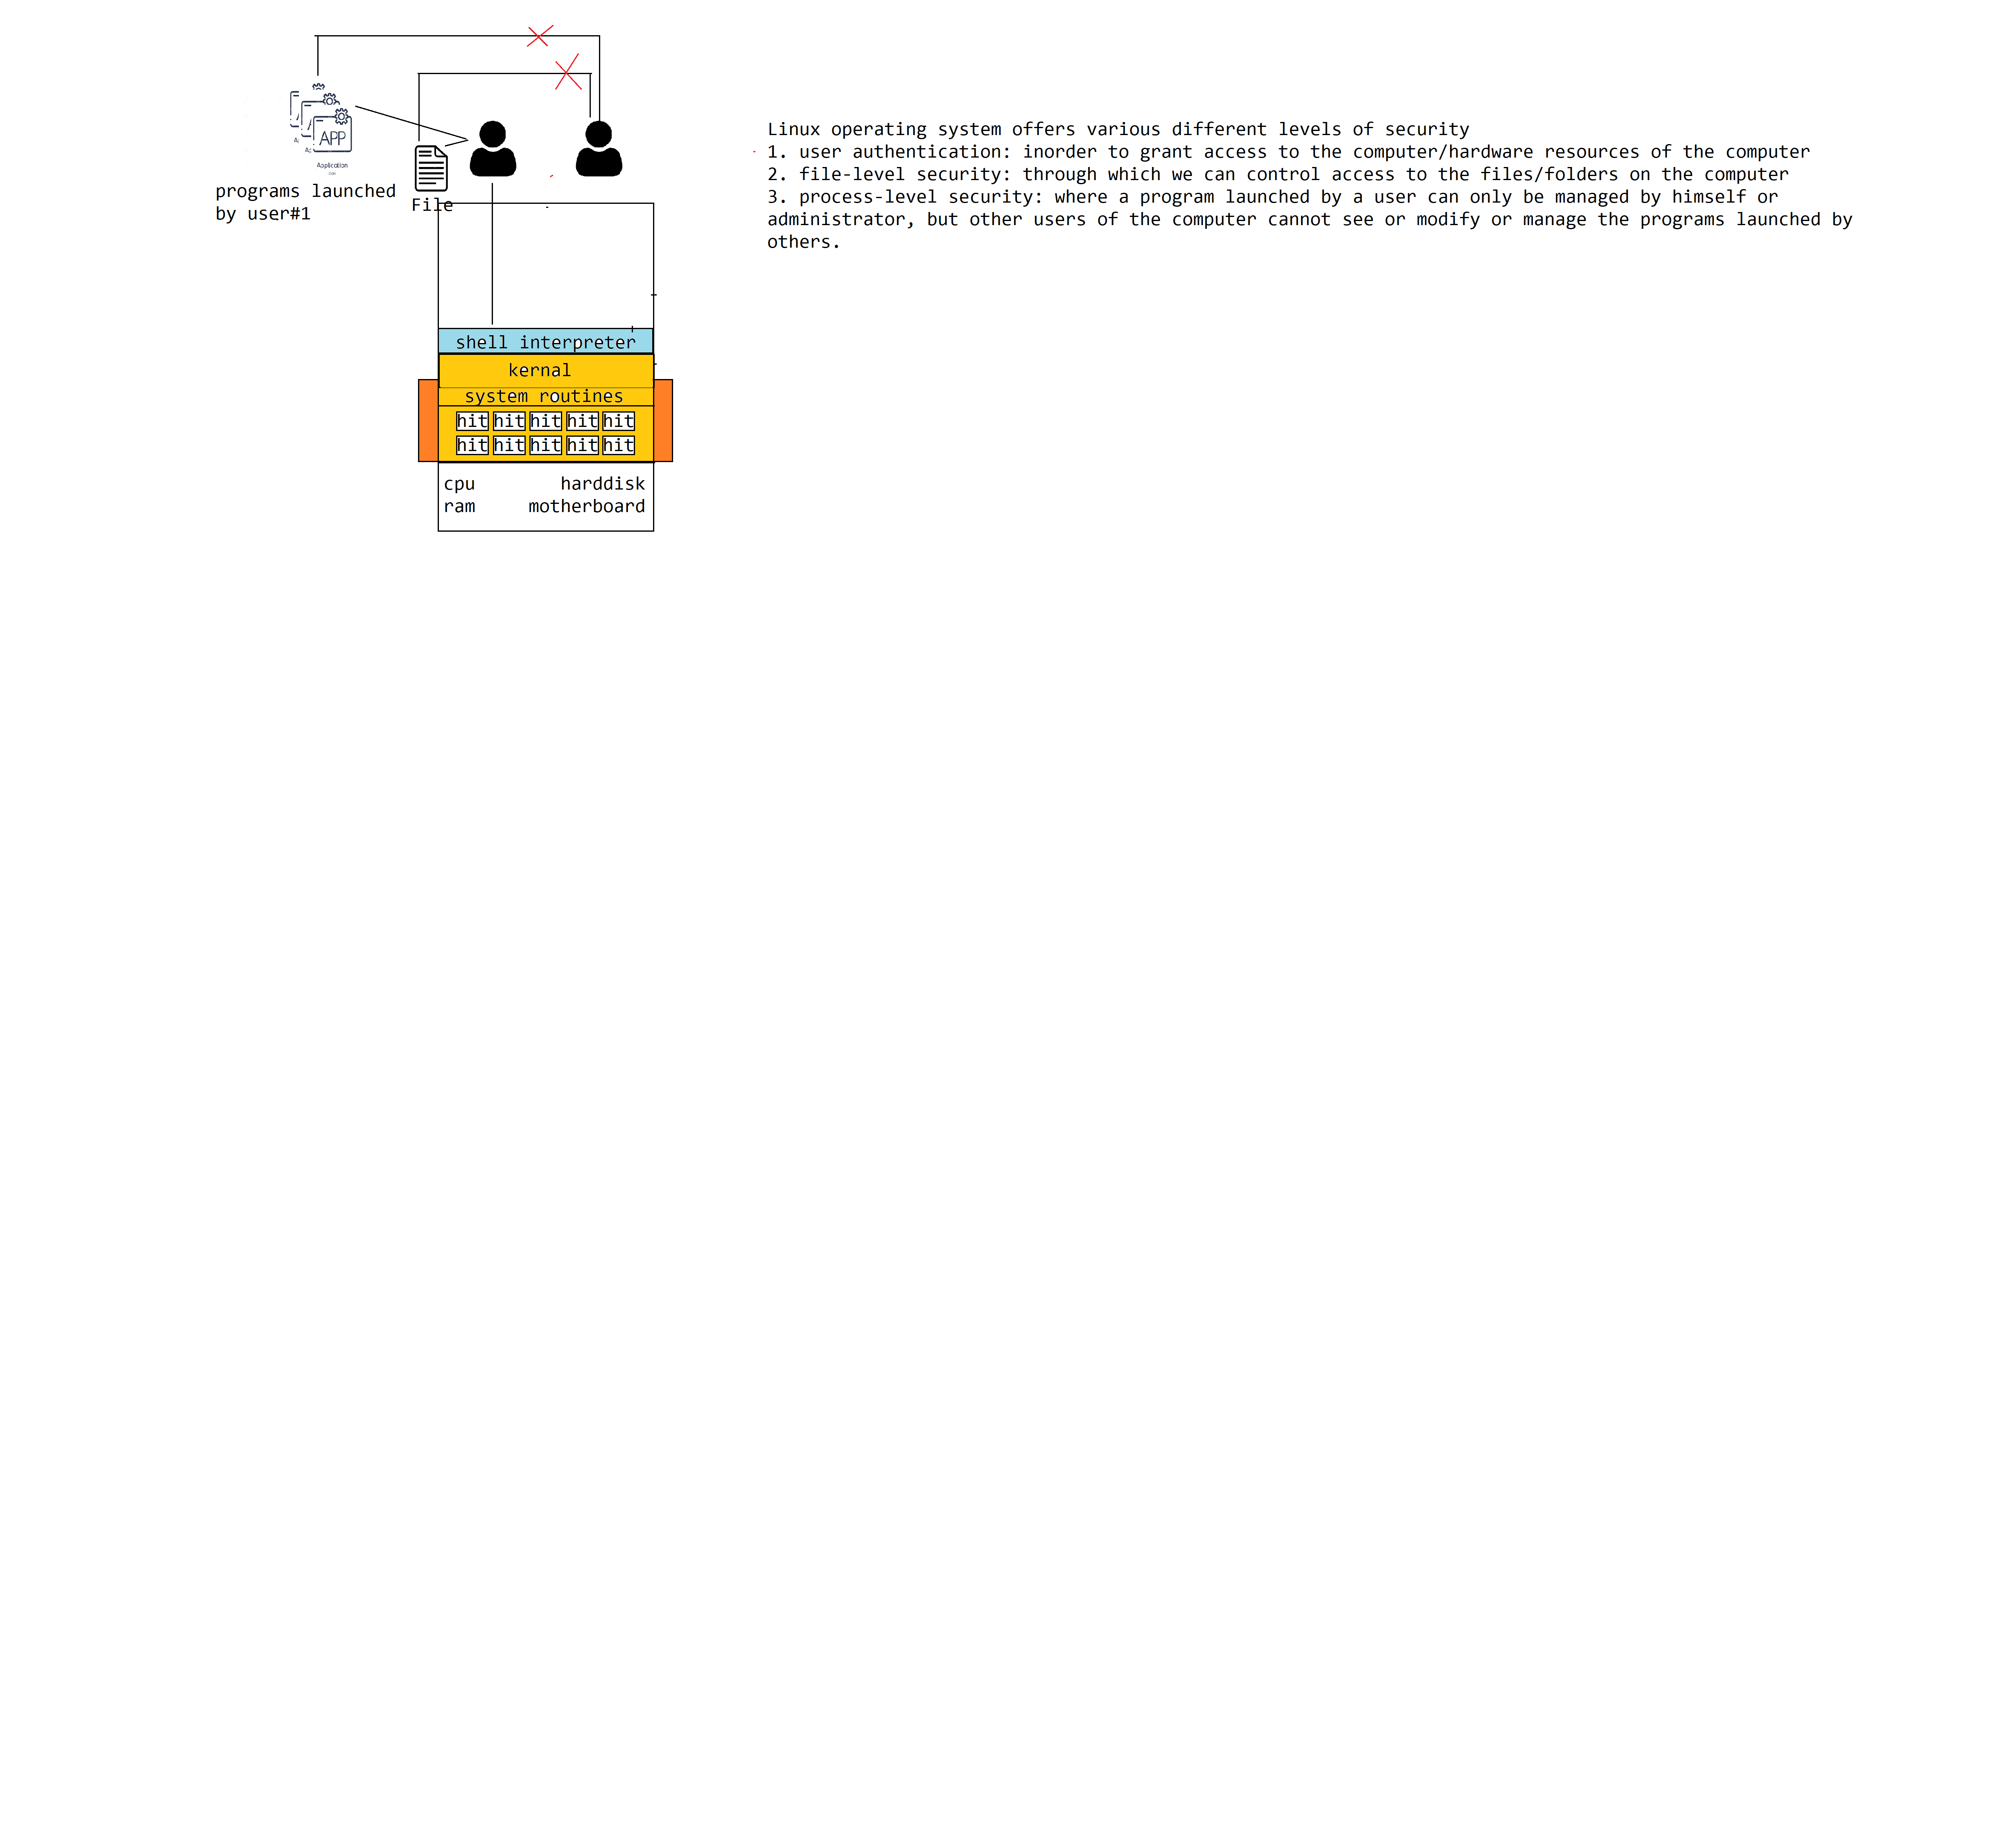 APP
Application
programs launched
by user#1
File
Linux operating system offers various different levels of security
1. user authentication: inorder to grant access to the computer/hardware resources of the computer
2. file-level security: through which we can control access to the files/folders on the computer
3. process-level security: where a program launched by a user can only be managed by himself or
administrator, but other users of the computer cannot see or modify or manage the programs launched by
others.
shell interpreter
kernal
system routines
hit hit hit hit hit
hit hit hit hit hit
cpu harddisk
ram motherboard